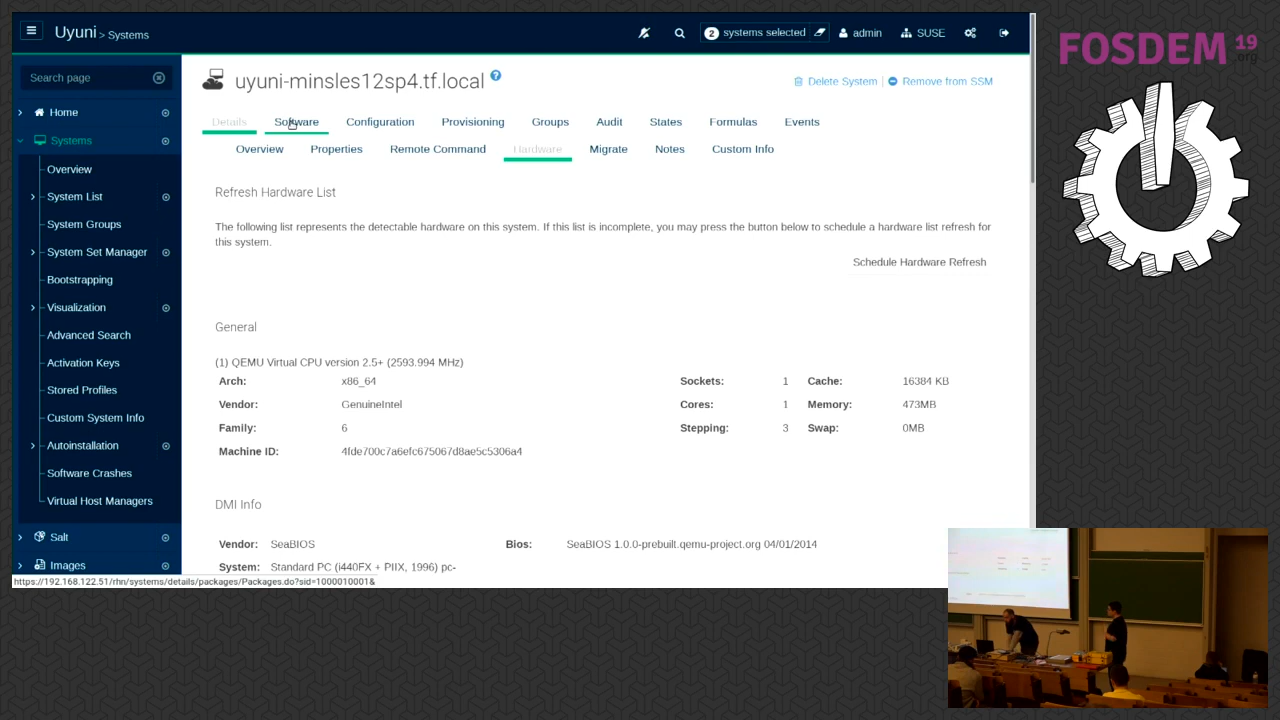 Uyuni > Systems
2 systems selected
admin
SUSE
FOSDEM 19
.org
Search page
Home
Systems
Overview
System List
System Groups
System Set Manager
Bootstrapping
Visualization
Advanced Search
Activation Keys
Stored Profiles
Custom System Info
Autoinstallation
Software Crashes
Virtual Host Managers
Salt
Images
uyuni-minsles12sp4.tf.local
Delete System | Remove from SSM
Details Software Configuration Provisioning Groups Audit States Formulas Events
Overview Properties Remote Command Hardware Migrate Notes Custom Info
Refresh Hardware List
The following list represents the detectable hardware on this system. If this list is incomplete, you may press the button below to schedule a hardware list refresh for
this system.
Schedule Hardware Refresh
General
(1) QEMU Virtual CPU version 2.5+ (2593.994 MHz)
Arch: x86_64 Sockets: 1 Cache: 16384 KB
Vendor: GenuineIntel Cores: 1 Memory: 473MB
Family: 6 Stepping: 3 Swap: 0MB
Machine ID: 4fde700c7a6efc675067d8ae5c5306a4
DMI Info
Vendor: SeaBIOS Bios: SeaBIOS 1.0.0-prebuilt.qemu-project.org 04/01/2014
System: Standard PC (i440FX + PIIX, 1996) pc-
https://192.168.122.51/rhn/systems/details/packages/Packages.do?sid=1000010001&